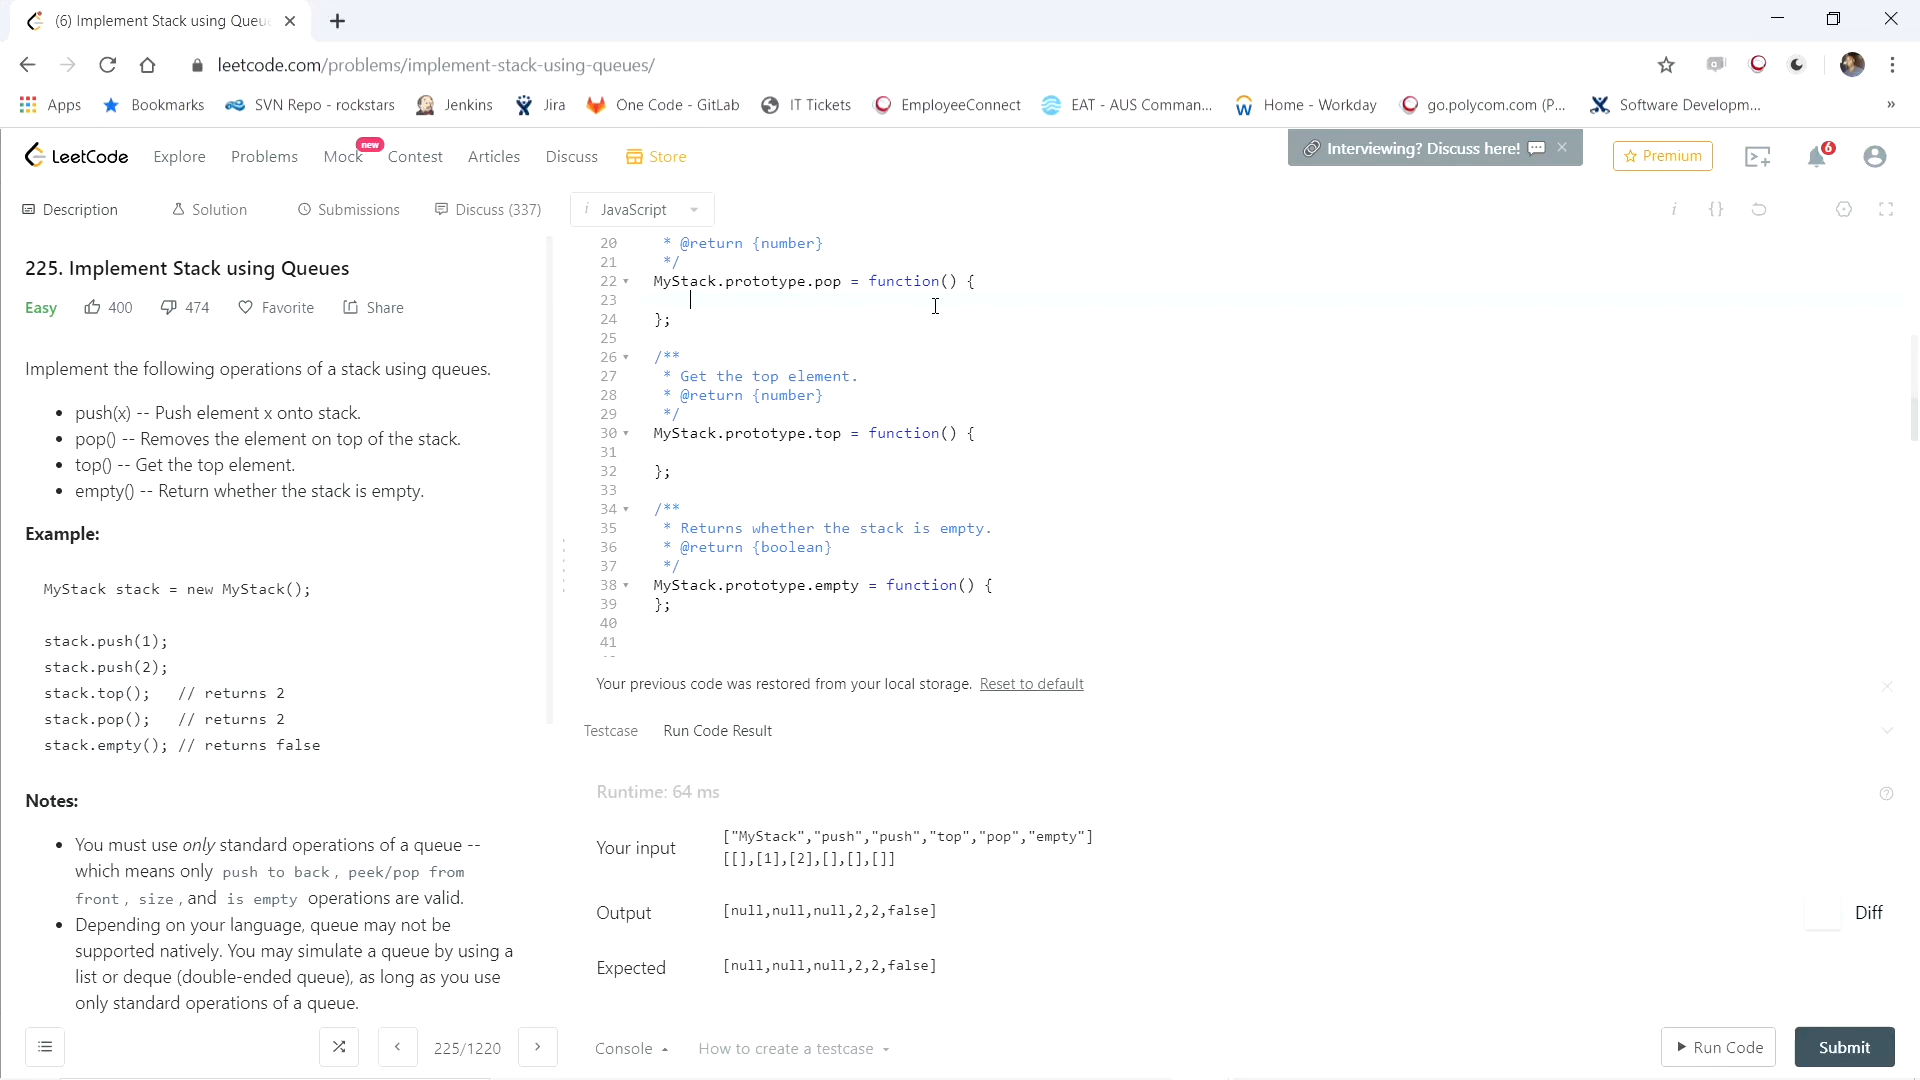 (6) Implement Stack using Queu
leetcode.com/problems/implement-stack-using-queues/
Apps Bookmarks SVN Repo - rockstars Jenkins Jira One Code - GitLab IT Tickets EmployeeConnect EAT - AUS Comman... Home - Workday go.polycom.com (P... Software Developm... »
LeetCode Explore Problems Mock new Contest Articles Discuss Store Interviewing? Discuss here! Premium 6
Description Solution Submissions Discuss (337) i JavaScript i {}
225. Implement Stack using Queues
Easy 400 474 Favorite Share
Implement the following operations of a stack using queues.
• push(x) -- Push element x onto stack.
• pop() -- Removes the element on top of the stack.
• top() -- Get the top element.
• empty() -- Return whether the stack is empty.
Example:
MyStack stack = new MyStack();
stack.push(1);
stack.push(2);
stack.top(); // returns 2
stack.pop(); // returns 2
stack.empty(); // returns false
Notes:
• You must use only standard operations of a queue --
which means only push to back, peek/pop from
front, size, and is empty operations are valid.
• Depending on your language, queue may not be
supported natively. You may simulate a queue by using a
list or deque (double-ended queue), as long as you use
only standard operations of a queue.
225/1220
20 * @return {number}
21 */
22 MyStack.prototype.pop = function() {
23
24 };
25
26 /**
27 * Get the top element.
28 * @return {number}
29 */
30 MyStack.prototype.top = function() {
31
32 };
33
34 /**
35 * Returns whether the stack is empty.
36 * @return {boolean}
37 */
38 MyStack.prototype.empty = function() {
39 };
40
41
Your previous code was restored from your local storage. Reset to default
Testcase Run Code Result
Runtime: 64 ms
Your input ["MyStack","push","push","top","pop","empty"]
[[],[1],[2],[],[],[]]
Output [null,null,null,2,2,false]
Diff
Expected [null,null,null,2,2,false]
Console How to create a testcase Run Code Submit